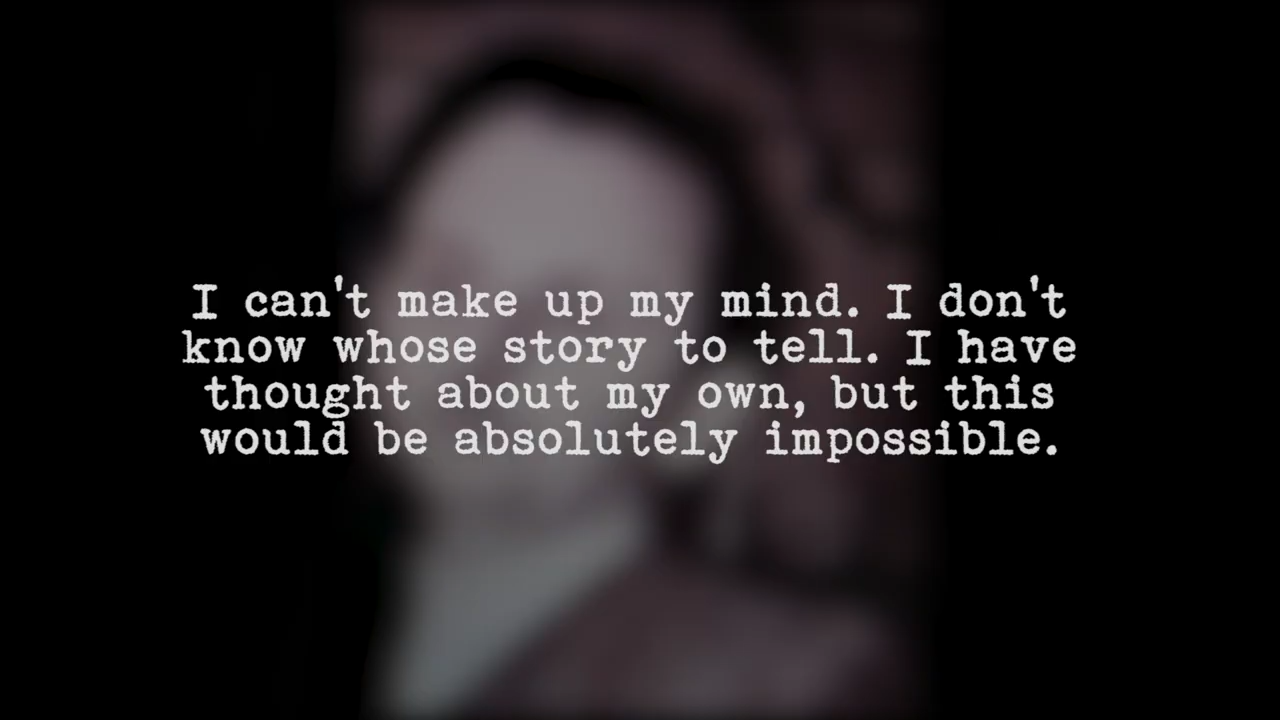 I can't make up my mind. I don't
know whose story to tell. I have
thought about my own, but this
would be absolutely impossible.